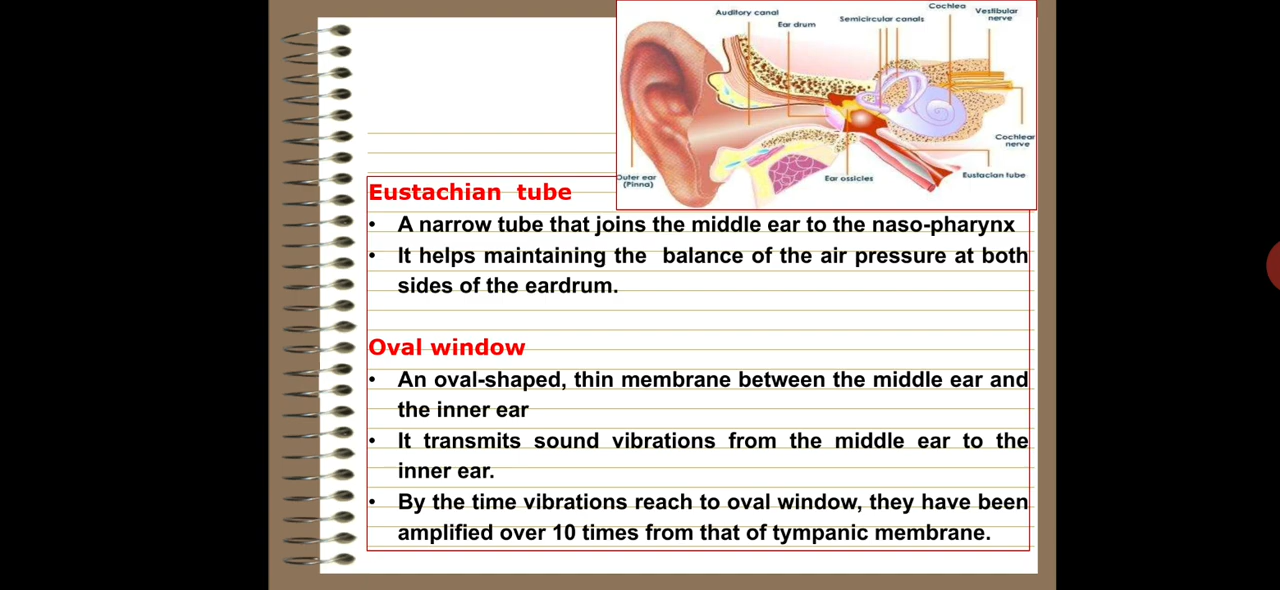 Auditory canal
Ear drum
Semicircular canals
Cochlea
Vestibular
nerve
Cochlear
nerve
Outer ear
(Pinna)
Ear ossicles
Eustacian tube
Eustachian tube
• A narrow tube that joins the middle ear to the naso-pharynx
• It helps maintaining the balance of the air pressure at both
sides of the eardrum.
Oval window
• An oval-shaped, thin membrane between the middle ear and
the inner ear
• It transmits sound vibrations from the middle ear to the
inner ear.
• By the time vibrations reach to oval window, they have been
amplified over 10 times from that of tympanic membrane.